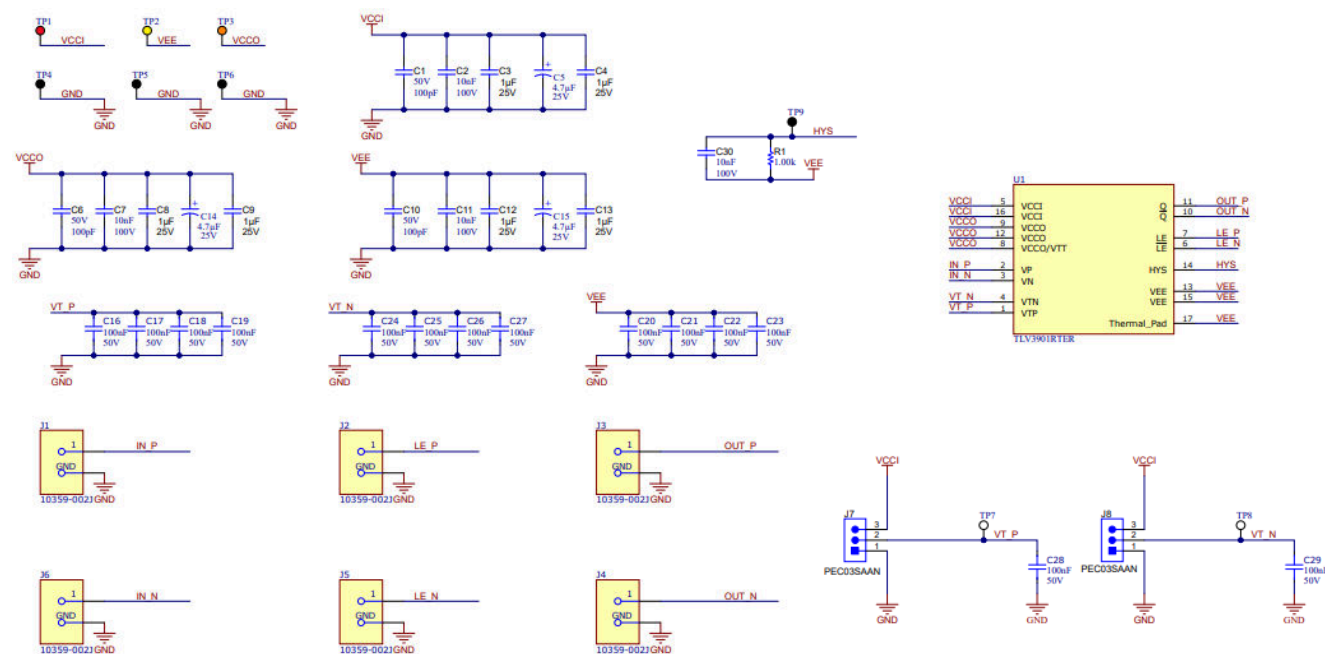 TP1
VCCI
TP2
VEE
TP3
VCCO
TP4
GND
GND
TP5
GND
GND
TP6
GND
GND
VCCI
C1
50V
100pF
C2
10nF
100V
C3
1µF
25V
C5
4.7µF
25V
C4
1µF
25V
GND
TP9
HYS
C30
10nF
100V
R1
1.00k
VEE
VCCO
C6
50V
100pF
C7
10nF
100V
C8
1µF
25V
C14
4.7µF
25V
C9
1µF
25V
GND
VEE
C10
50V
100pF
C11
10nF
100V
C12
1µF
25V
C15
4.7µF
25V
C13
1µF
25V
GND
U1
VCCI 5 VCCI
VCCI 16 VCCI
VCCO 9 VCCO
VCCO 12 VCCO
VCCO 8 VCCO/VTT
IN_P 2 VP
IN_N 3 VN
VT_N 4 VTN
VT_P 1 VTP
Q 11 OUT_P
Q 10 OUT_N
LE 7 LE_P
LE 6 LE_N
HYS 14 HYS
VEE 13 VEE
VEE 15 VEE
Thermal_Pad 17 VEE
TLV3901RTER
VT_P
C16
100nF
50V
C17
100nF
50V
C18
100nF
50V
C19
100nF
50V
GND
VT_N
C24
100nF
50V
C25
100nF
50V
C26
100nF
50V
C27
100nF
50V
GND
VEE
C20
100nF
50V
C21
100nF
50V
C22
100nF
50V
C23
100nF
50V
GND
J1
1
IN_P
GND
10359-002J
GND
J2
1
LE_P
GND
10359-002J
GND
J3
1
OUT_P
GND
10359-002J
GND
J6
1
IN_N
GND
10359-002J
GND
J5
1
LE_N
GND
10359-002J
GND
J4
1
OUT_N
GND
10359-002J
GND
VCCI
J7
3
2
1
PEC03SAAN
TP7
VT_P
C28
100nF
50V
GND
GND
VCCI
J8
3
2
1
PEC03SAAN
TP8
VT_N
C29
100nF
50V
GND
GND